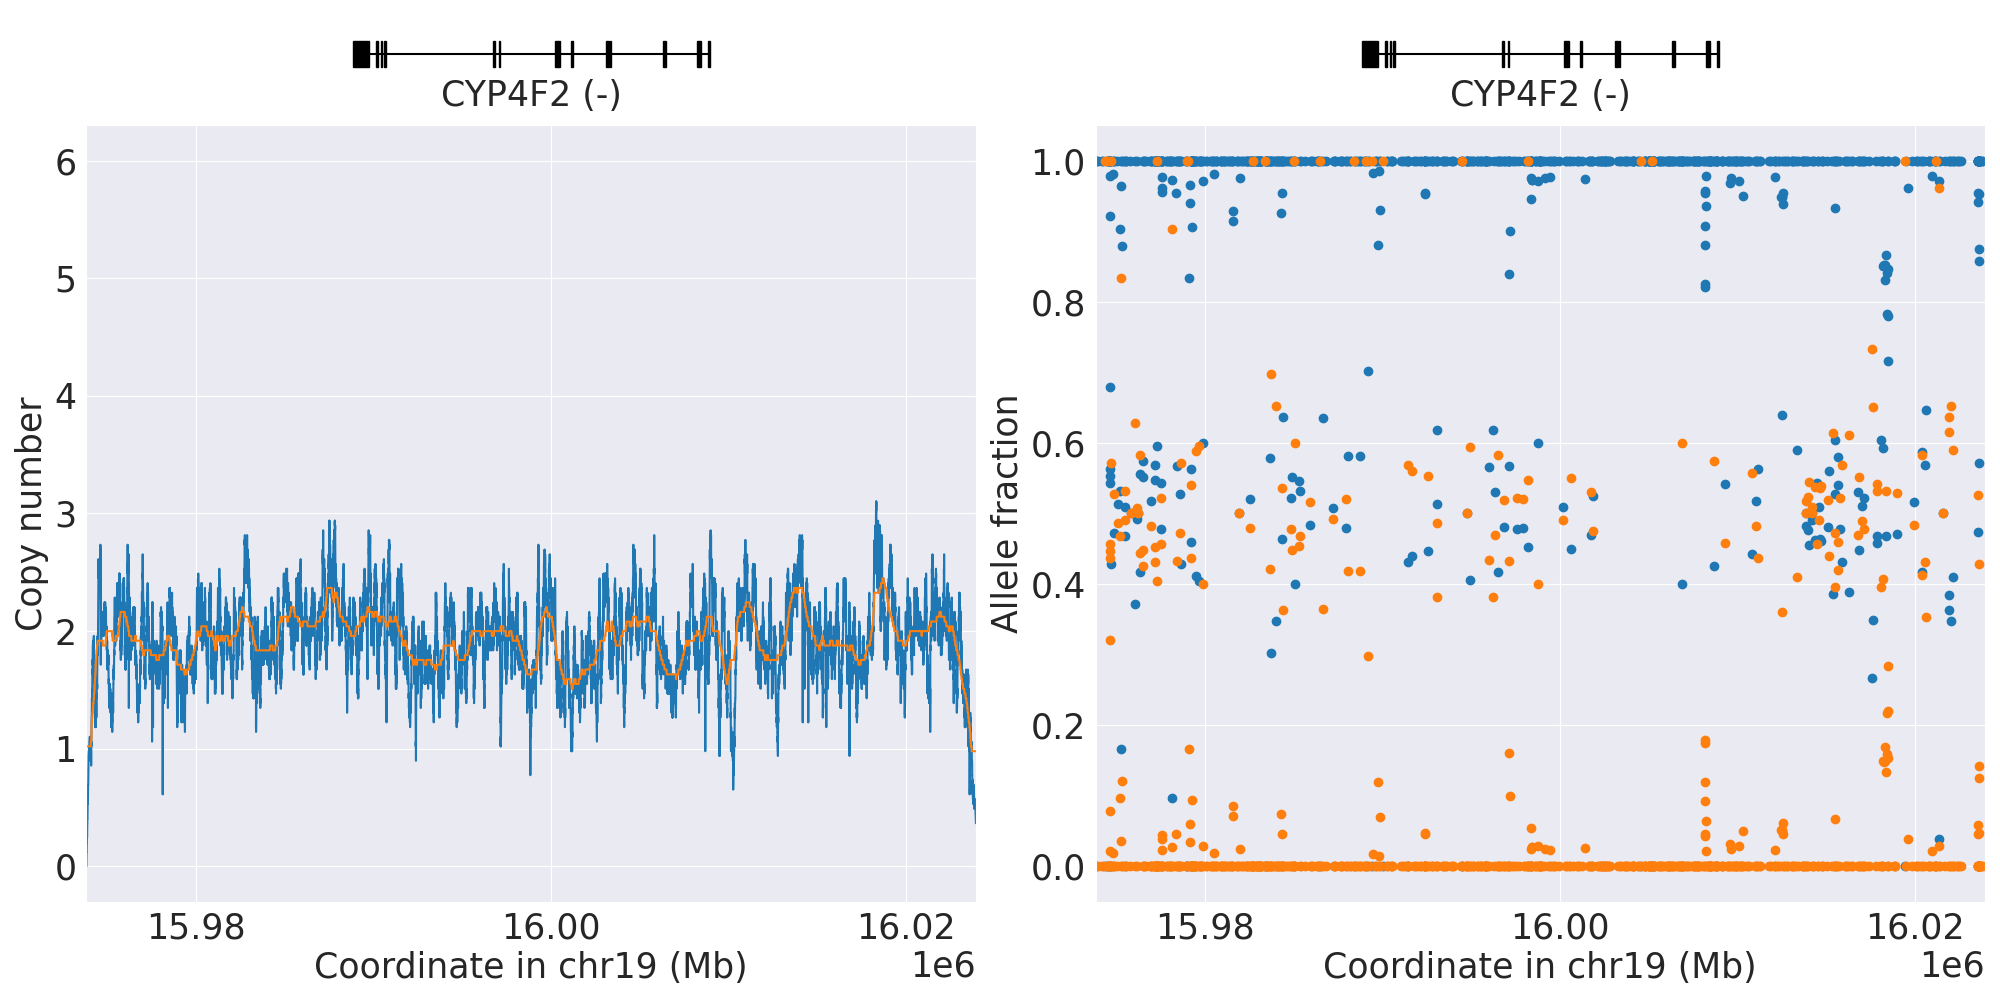 CYP4F2 (-)
Copy number
6
5
4
3
2
1
0
15.98
16.00
16.02
Coordinate in chr19 (Mb)
1e6
CYP4F2 (-)
Allele fraction
1.0
0.8
0.6
0.4
0.2
0.0
15.98
16.00
16.02
Coordinate in chr19 (Mb)
1e6